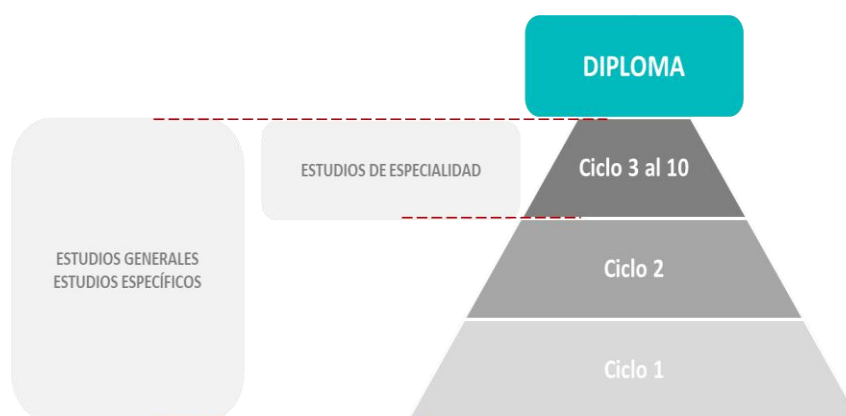 DIPLOMA
ESTUDIOS DE ESPECIALIDAD
Ciclo 3 al 10
ESTUDIOS GENERALES
ESTUDIOS ESPECÍFICOS
Ciclo 2
Ciclo 1